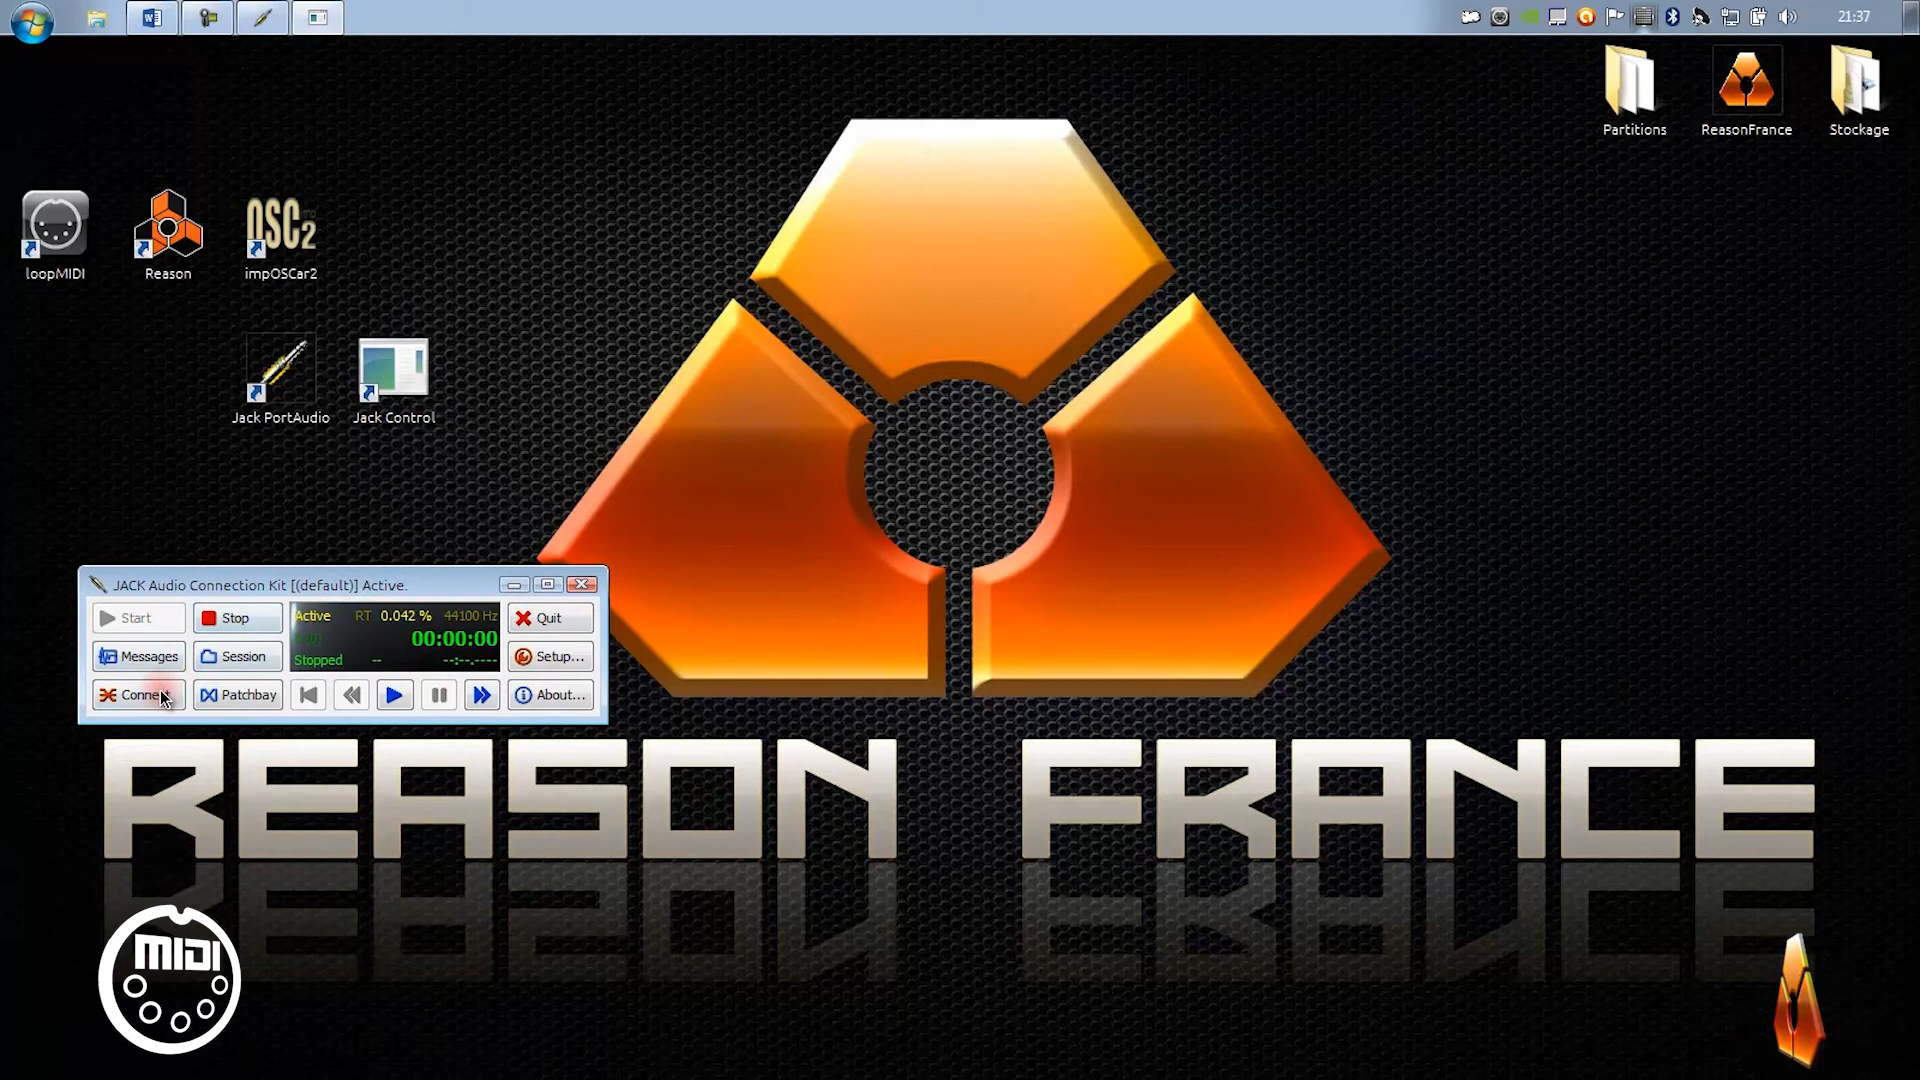 21:37
Partitions
ReasonFrance
Stockage
loopMIDI
Reason
OSC2
impOSCar2
Jack PortAudio
Jack Control
JACK Audio Connection Kit [(default)] Active.
Start
Stop
Active RT 0.042 % 44100 Hz
00:00:00
Stopped -- --:--.----
Quit
Messages
Session
Setup...
Connect
Patchbay
About...
REASON FRANCE
MIDI